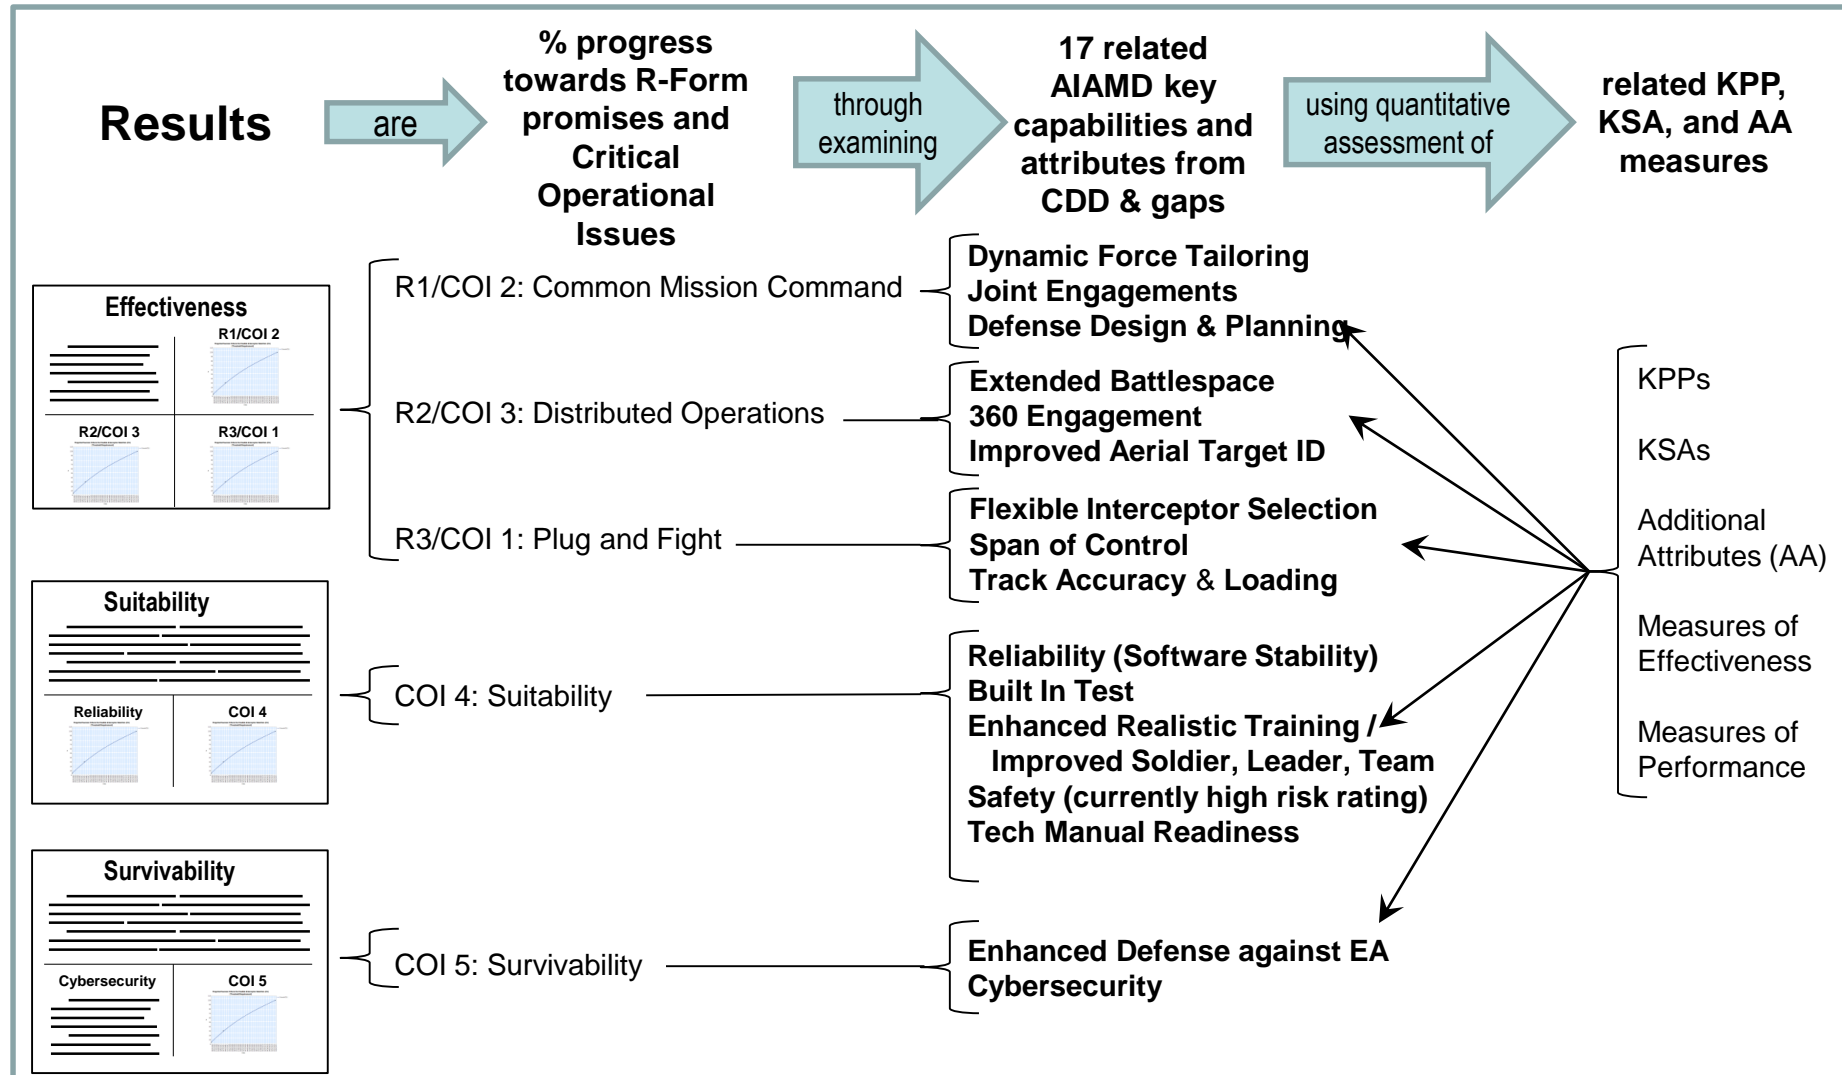 Results
are
% progress
towards R-Form
promises and
Critical
Operational
Issues
through
examining
17 related
AIAMD key
capabilities and
attributes from
CDD & gaps
using quantitative
assessment of
related KPP,
KSA, and AA
measures
Effectiveness
R1/COI 2
R2/COI 3
R3/COI 1
R1/COI 2: Common Mission Command
R2/COI 3: Distributed Operations
R3/COI 1: Plug and Fight
Dynamic Force Tailoring
Joint Engagements
Defense Design & Planning
Extended Battlespace
360 Engagement
Improved Aerial Target ID
Flexible Interceptor Selection
Span of Control
Track Accuracy & Loading
KPPs
KSAs
Additional
Attributes (AA)
Measures of
Effectiveness
Measures of
Performance
Suitability
Reliability
COI 4
COI 4: Suitability
Reliability (Software Stability)
Built In Test
Enhanced Realistic Training /
Improved Soldier, Leader, Team
Safety (currently high risk rating)
Tech Manual Readiness
Survivability
Cybersecurity
COI 5
COI 5: Survivability
Enhanced Defense against EA
Cybersecurity